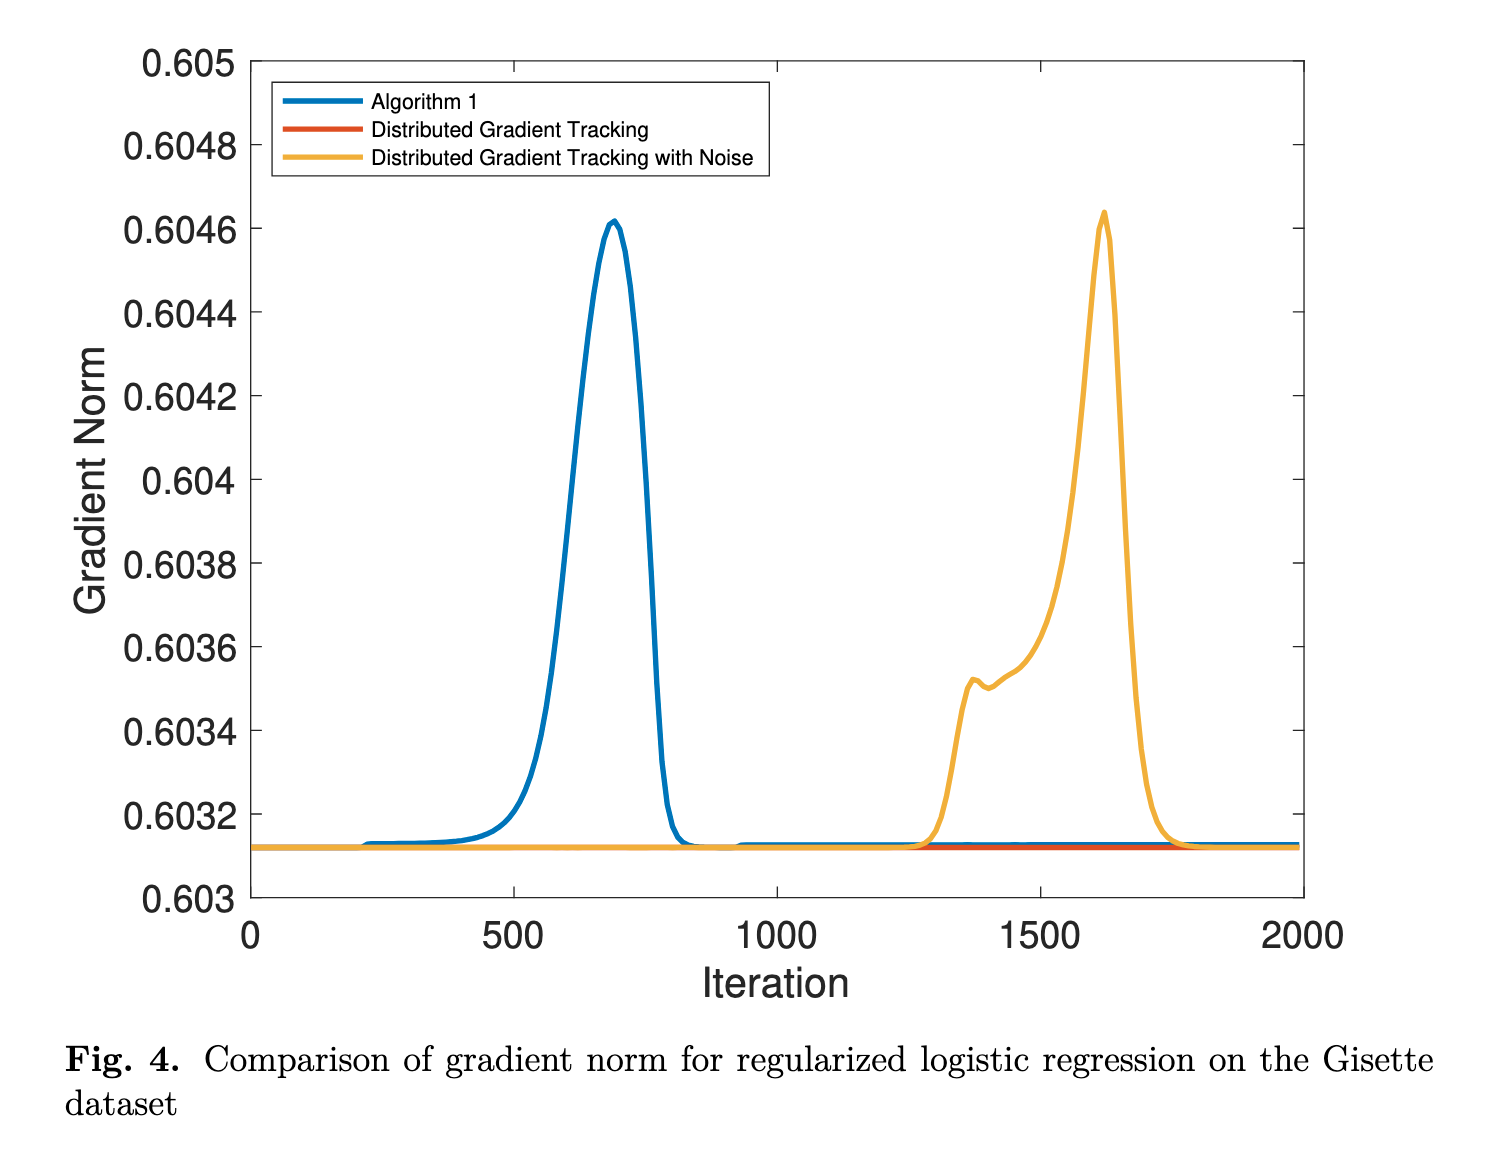 0.605
0.6048
0.6046
0.6044
0.6042
0.604
0.6038
0.6036
0.6034
0.6032
0.603
Gradient Norm
Algorithm 1
Distributed Gradient Tracking
Distributed Gradient Tracking with Noise
0 500 1000 1500 2000
Iteration
Fig. 4. Comparison of gradient norm for regularized logistic regression on the Gisette
dataset